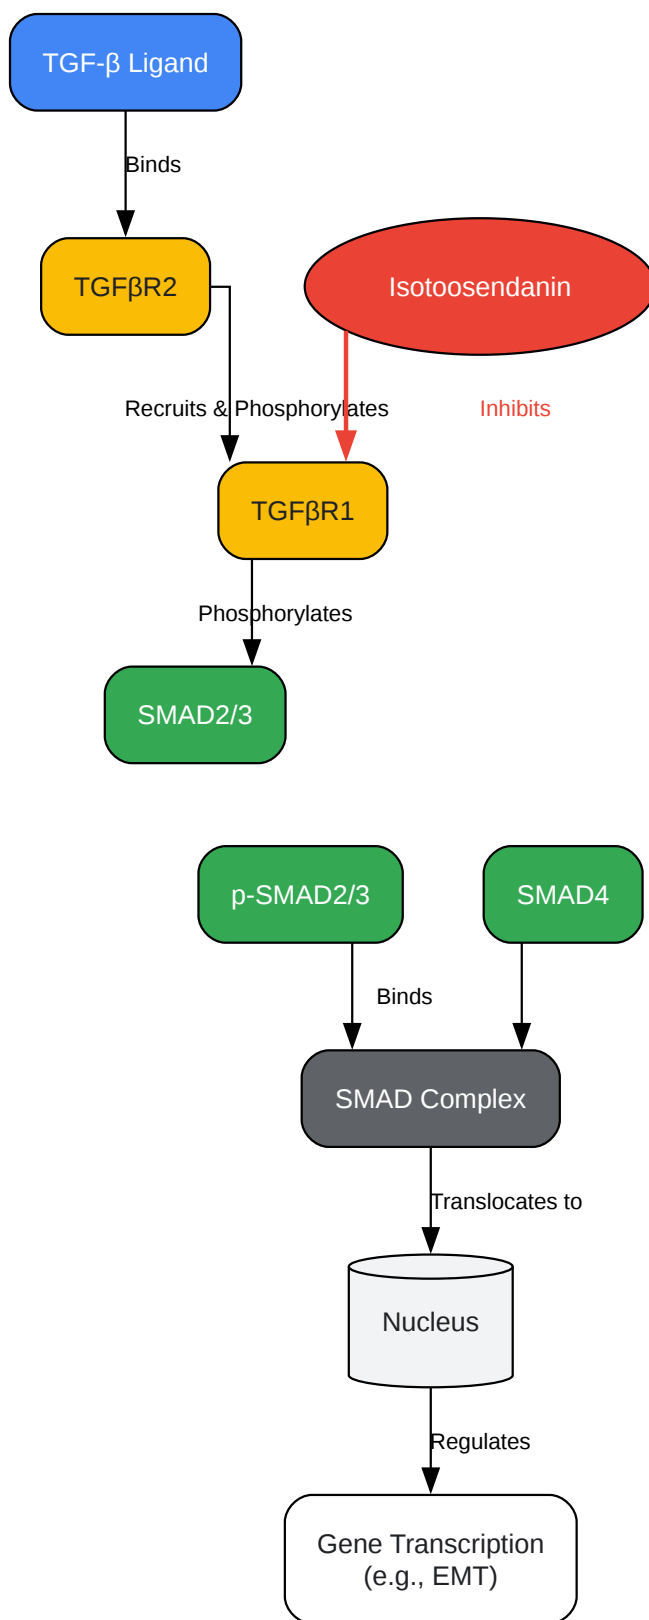 TGF-β Ligand
Binds
TGFβR2
Isotoosendanin
Recruits & Phosphorylates
Inhibits
TGFβR1
Phosphorylates
SMAD2/3
p-SMAD2/3
SMAD4
Binds
SMAD Complex
Translocates to
Nucleus
Regulates
Gene Transcription
(e.g., EMT)